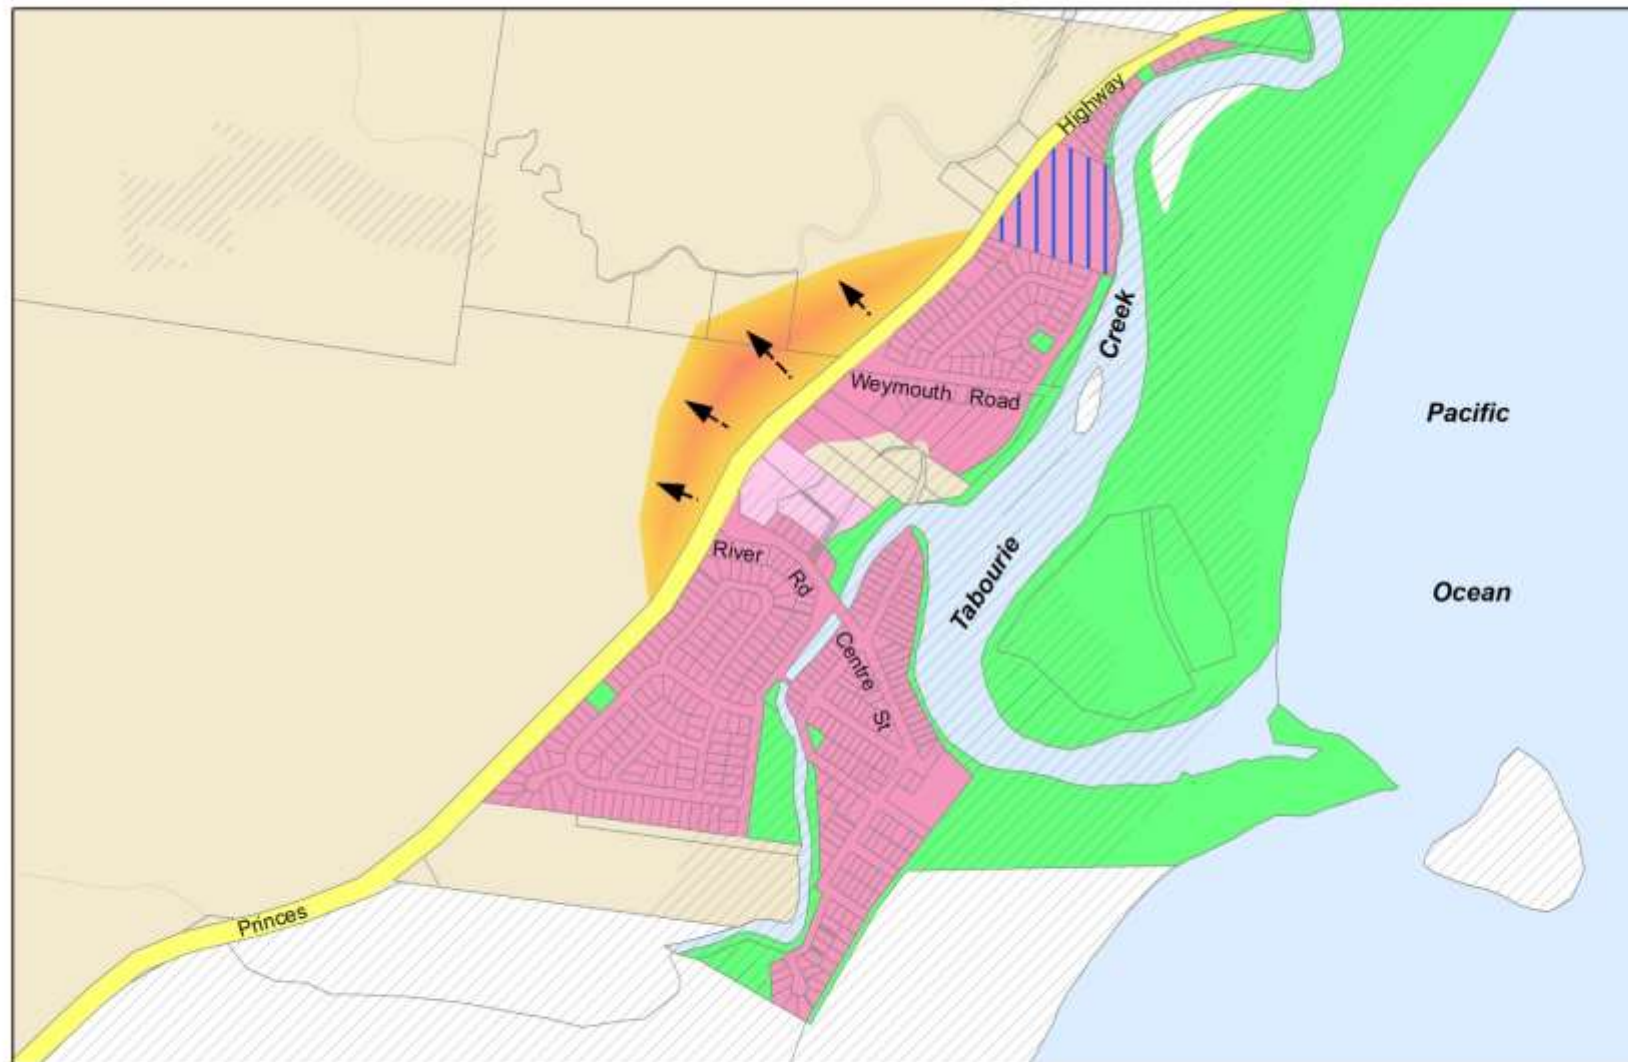 Highway
Creek
Weymouth Road
Pacific
River Rd
Tabourie
Ocean
Centre St
Princes